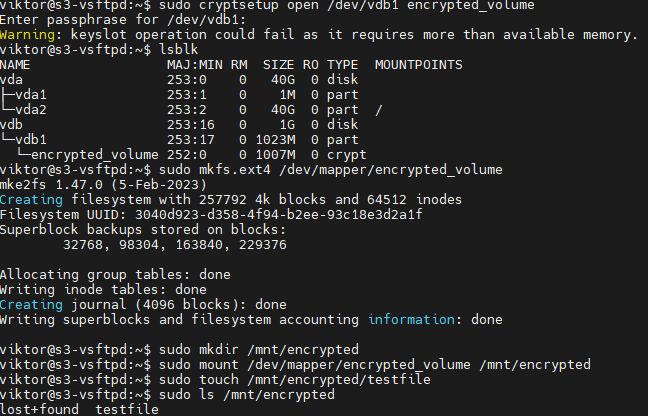 viktor@s3-vsftpd:~$ sudo cryptsetup open /dev/vdb1 encrypted_volume
Enter passphrase for /dev/vdb1:
Warning: keyslot operation could fail as it requires more than available memory.
viktor@s3-vsftpd:~$ lsblk
NAME                 MAJ:MIN RM  SIZE RO TYPE  MOUNTPOINTS
vda                  253:0    0   40G  0 disk
├─vda1               253:1    0    1M  0 part
└─vda2               253:2    0   40G  0 part  /
vdb                  253:16   0    1G  0 disk
└─vdb1               253:17   0 1023M  0 part
  └─encrypted_volume 252:0    0 1007M  0 crypt
viktor@s3-vsftpd:~$ sudo mkfs.ext4 /dev/mapper/encrypted_volume
mke2fs 1.47.0 (5-Feb-2023)
Creating filesystem with 257792 4k blocks and 64512 inodes
Filesystem UUID: 3040d923-d358-4f94-b2ee-93c18e3d2a1f
Superblock backups stored on blocks:
        32768, 98304, 163840, 229376

Allocating group tables: done
Writing inode tables: done
Creating journal (4096 blocks): done
Writing superblocks and filesystem accounting information: done

viktor@s3-vsftpd:~$ sudo mkdir /mnt/encrypted
viktor@s3-vsftpd:~$ sudo mount /dev/mapper/encrypted_volume /mnt/encrypted
viktor@s3-vsftpd:~$ sudo touch /mnt/encrypted/testfile
viktor@s3-vsftpd:~$ sudo ls /mnt/encrypted
lost+found  testfile